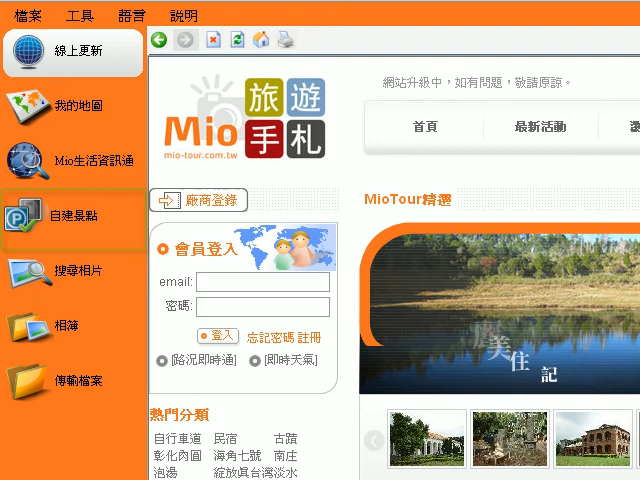 檔案 工具 語言 説明
線上更新
我的地圖
Mio生活資訊通
自建景點
搜尋相片
相簿
傳輸檔案
網站升級中，如有問題，敬請原諒。
Mio 旅遊手札
mio-tour.com.tw
首頁 最新活動
廠商登錄
MioTour精選
會員登入
email:
密碼:
登入 忘記密碼 註冊
[路況即時通] [即時天氣]
美
住
記
熱門分類
自行車道 民宿 古蹟
彰化肉圓 海角七號 南庄
泡湯 綻放真台灣淡水